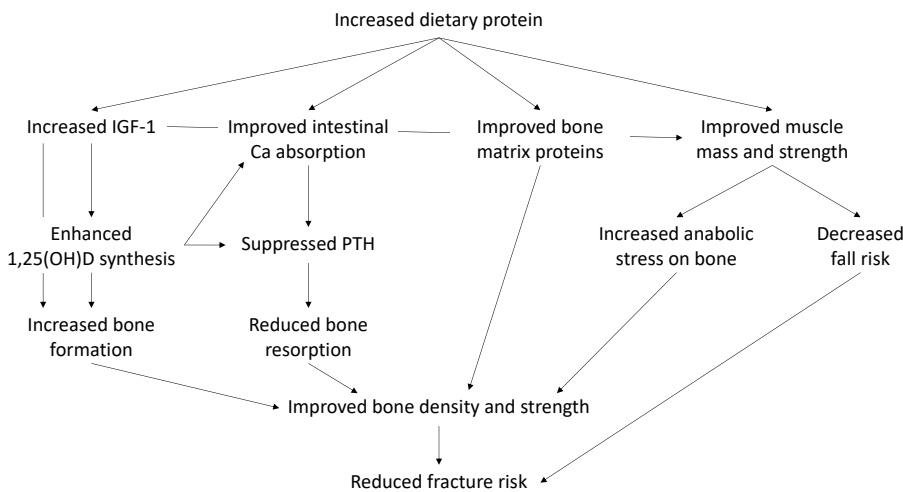 Increased dietary protein
Increased IGF-1
Improved intestinal
Ca absorption
Improved bone
matrix proteins
Improved muscle
mass and strength
Enhanced
1,25(OH)D synthesis
Suppressed PTH
Increased anabolic
stress on bone
Decreased
fall risk
Increased bone
formation
Reduced bone
resorption
Improved bone density and strength
Reduced fracture risk